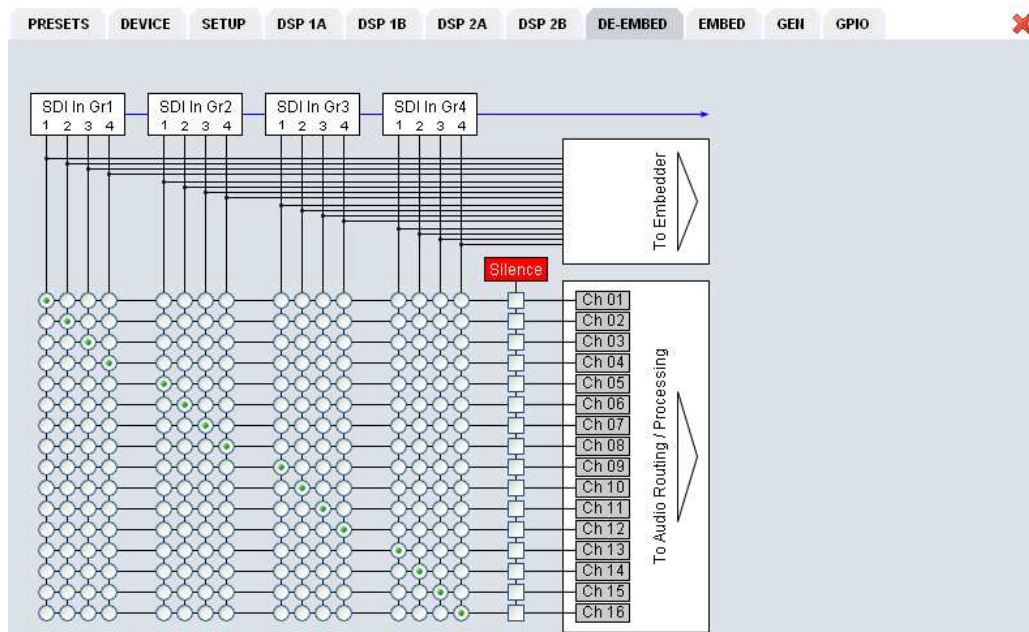 PRESETS DEVICE SETUP DSP 1A DSP 1B DSP 2A DSP 2B DE-EMBED EMBED GEN GPIO
SDI In Gr1 SDI In Gr2 SDI In Gr3 SDI In Gr4
1 2 3 4 1 2 3 4 1 2 3 4 1 2 3 4
To Embedder
Silence
Ch 01
Ch 02
Ch 03
Ch 04
Ch 05
Ch 06
Ch 07
Ch 08
Ch 09
Ch 10
Ch 11
Ch 12
Ch 13
Ch 14
Ch 15
Ch 16
To Audio Routing / Processing